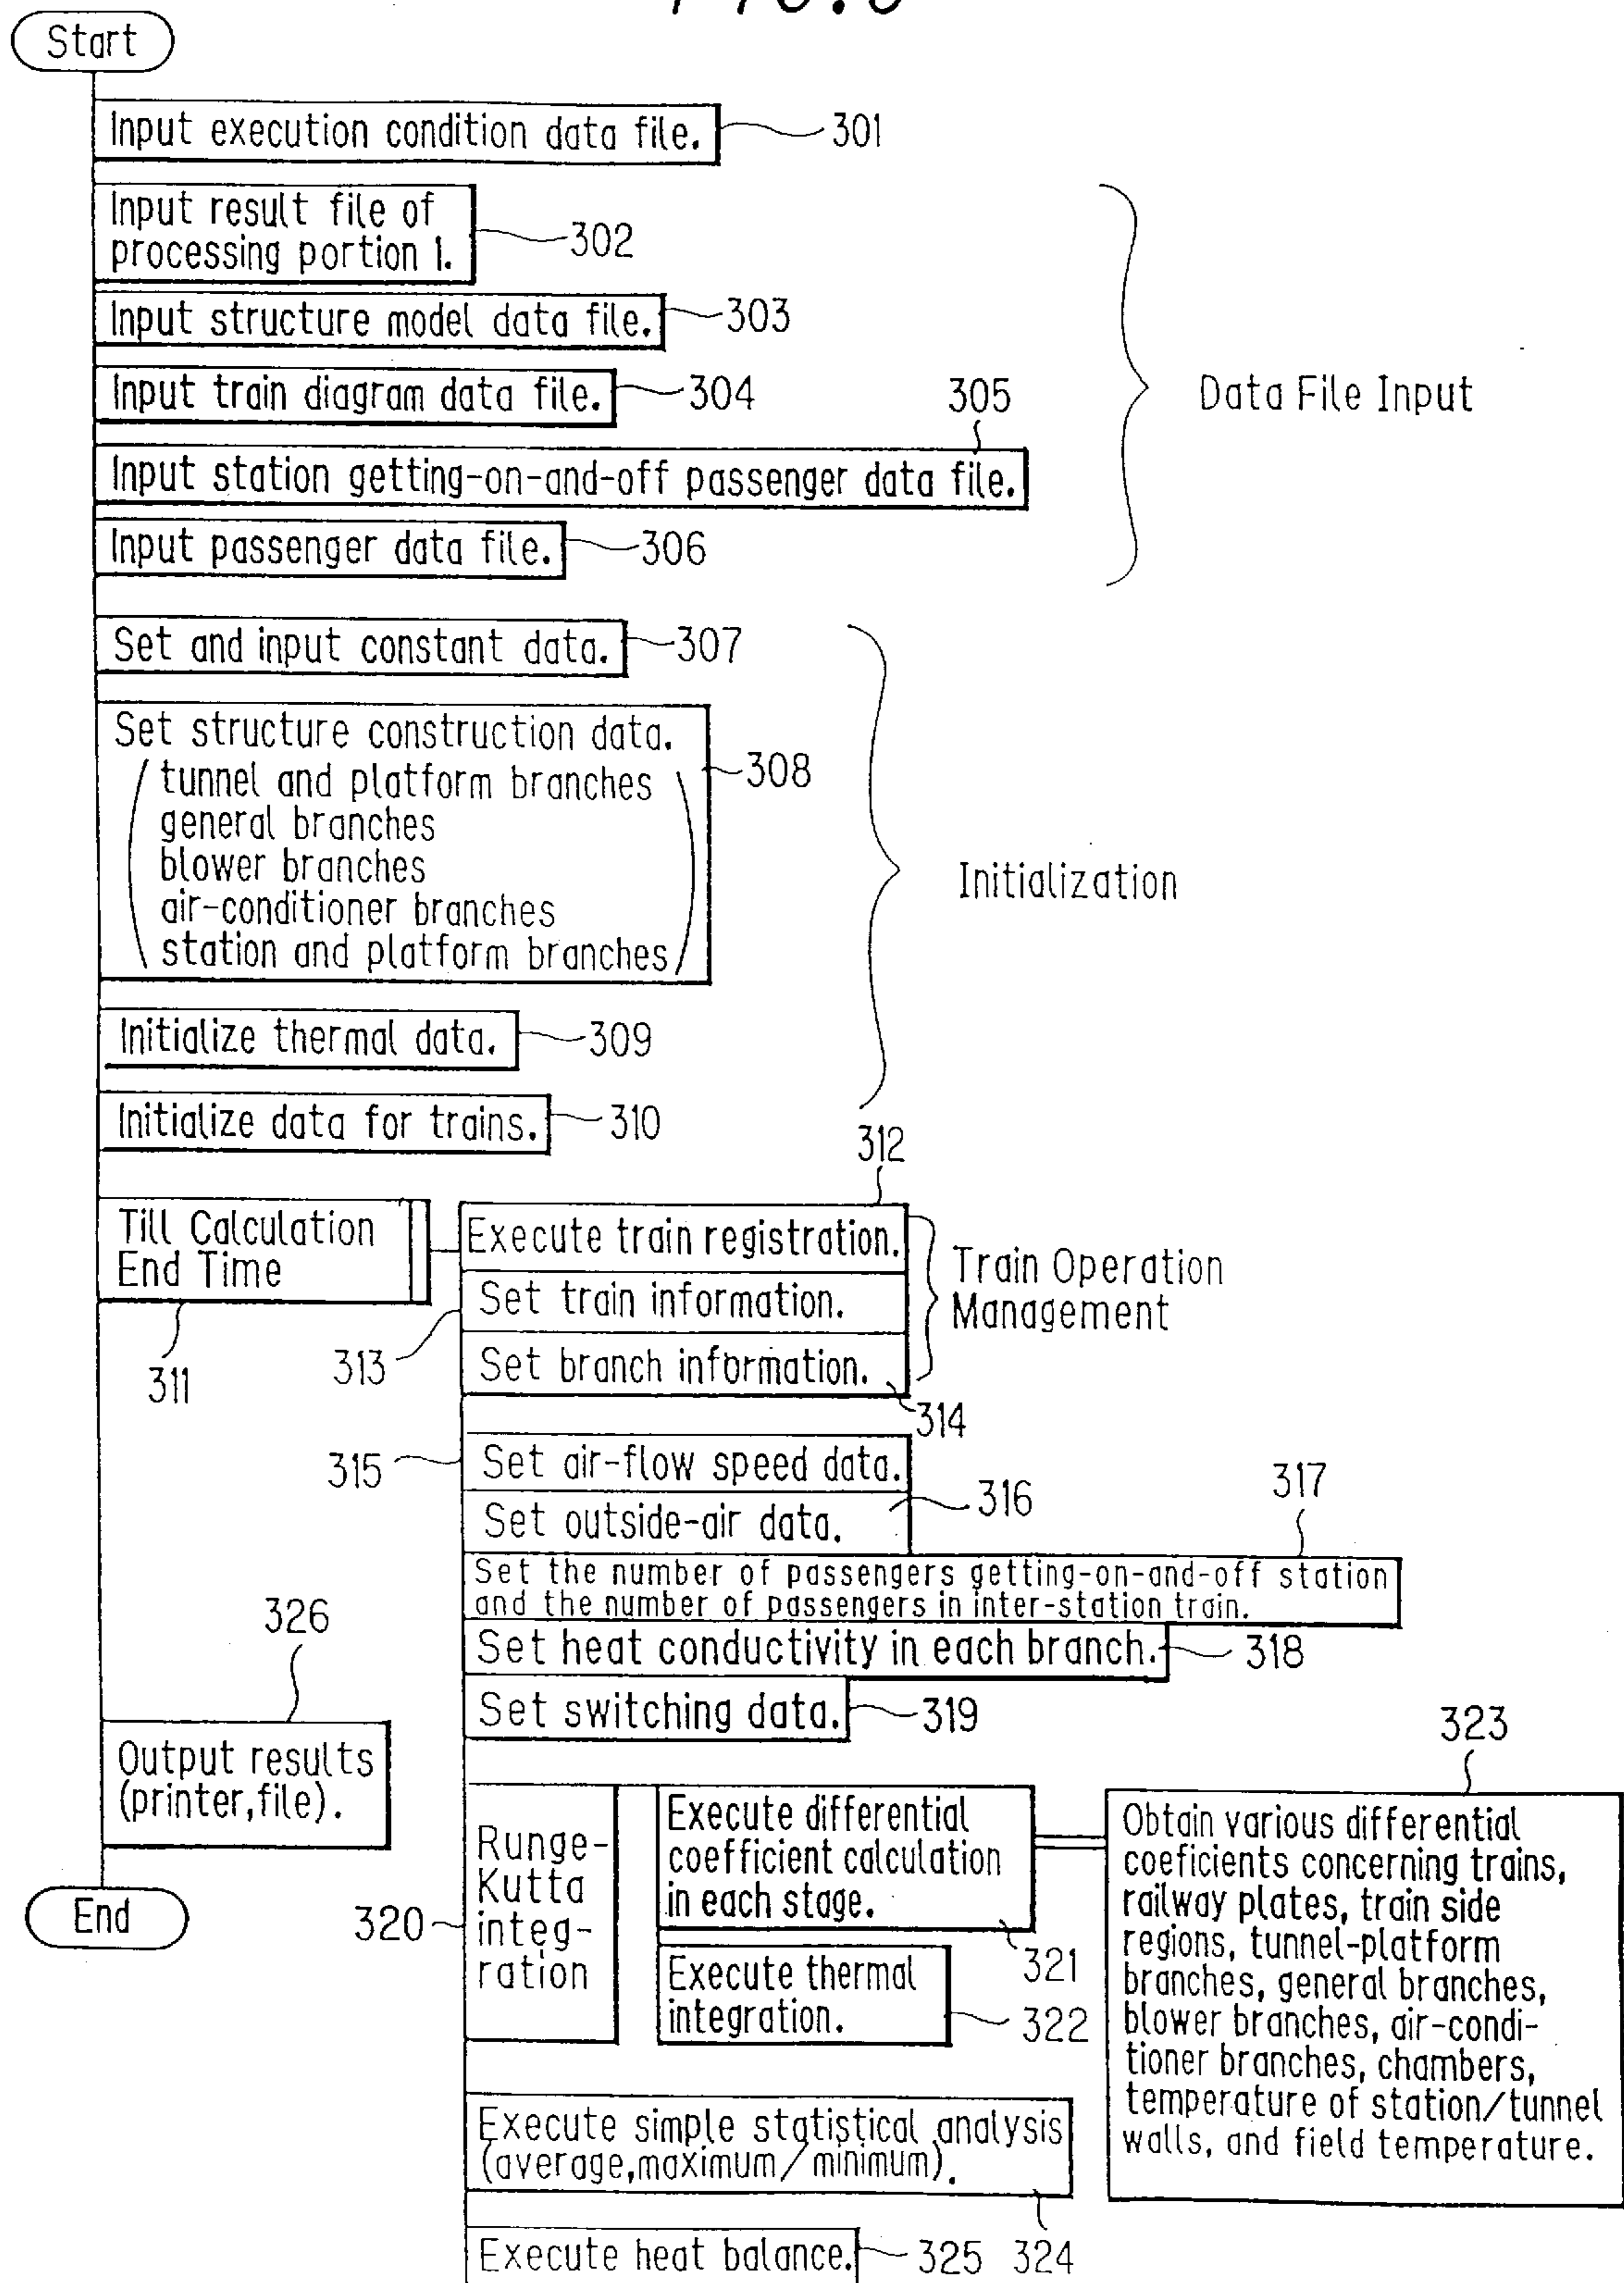 Start
Input execution condition data file.
301
Input result file of
processing portion 1.
302
Input structure model data file.
303
Input train diagram data file.
304
305
Input station getting-on-and-off passenger data file.
Input passenger data file.
306
Data File Input
Set and input constant data.
307
Set structure construction data.
tunnel and platform branches
general branches
blower branches
air-conditioner branches
station and platform branches
308
Initialization
Initialize thermal data.
309
Initialize data for trains.
310
312
Till Calculation
End Time
311
Execute train registration.
Set train information.
313
Set branch information.
314
Train Operation
Management
315
Set air-flow speed data.
Set outside-air data.
316
317
Set the number of passengers getting-on-and-off station
and the number of passengers in inter-station train.
Set heat conductivity in each branch.
318
Set switching data.
319
326
Output results
(printer,file).
End
320
Runge-
Kutta
integ-
ration
Execute differential
coefficient calculation
in each stage.
321
Execute thermal
integration.
322
323
Obtain various differential
coeficients concerning trains,
railway plates, train side
regions, tunnel-platform
branches, general branches,
blower branches, air-condi-
tioner branches, chambers,
temperature of station/tunnel
walls, and field temperature.
Execute simple statistical analysis
(average,maximum/minimum).
324
Execute heat balance.
325